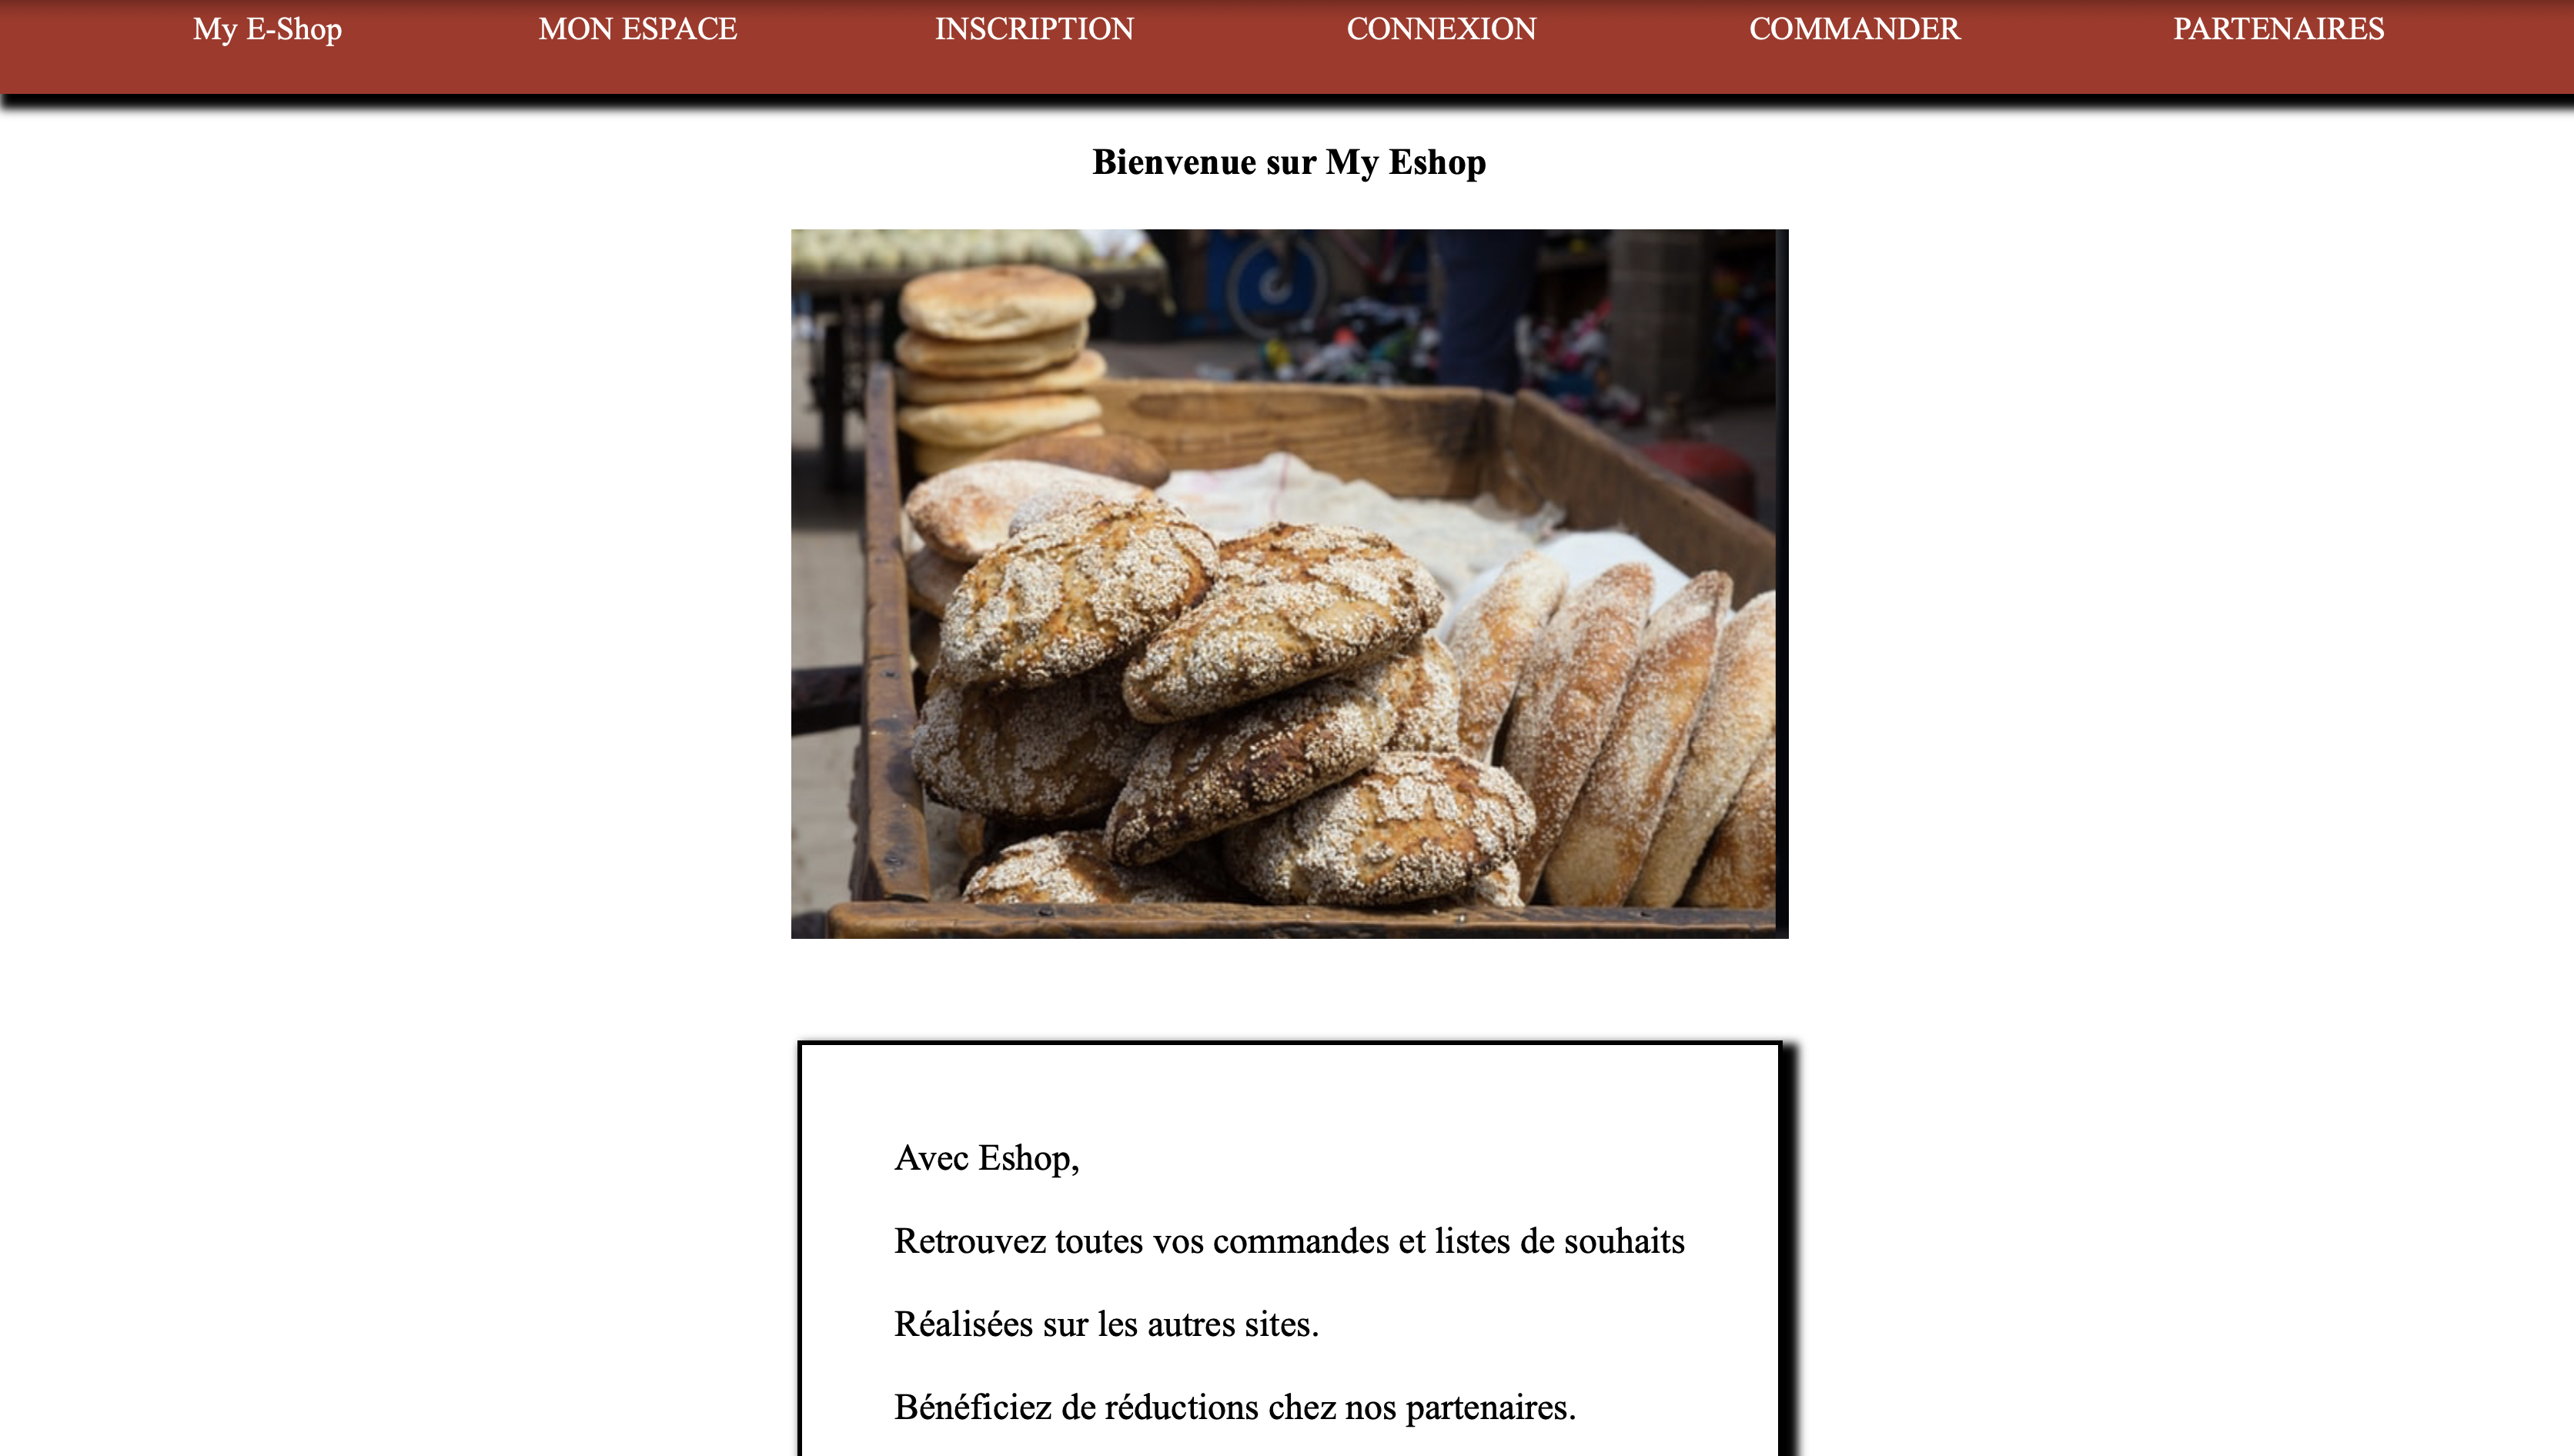 My E-Shop MON ESPACE INSCRIPTION CONNEXION COMMANDER PARTENAIRES
Bienvenue sur My Eshop
Avec Eshop,
Retrouvez toutes vos commandes et listes de souhaits
Réalisées sur les autres sites.
Bénéficiez de réductions chez nos partenaires.